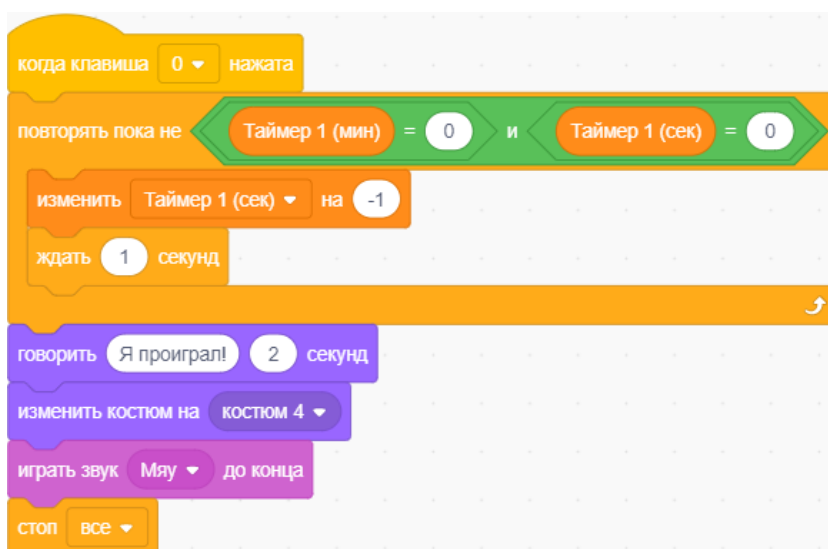 когда клавиша 0 нажата
повторять пока не Таймер 1 (мин) = 0 и Таймер 1 (сек) = 0
изменить Таймер 1 (сек) на -1
ждать 1 секунд
говорить Я проиграл! 2 секунд
изменить костюм на костюм 4
играть звук Мяу до конца
стоп все